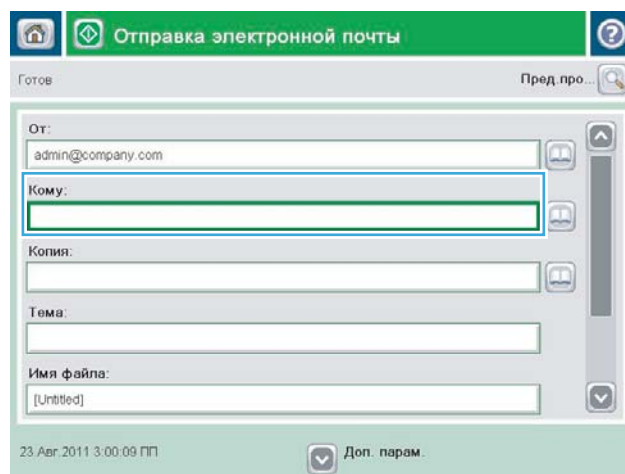 Отправка электронной почты
Готов Пред.про...
От:
admin@company.com
Кому:
Копия:
Тема:
Имя файла:
[Untitled]
23 Авг 2011 3:00:09 ПП Доп. парам.